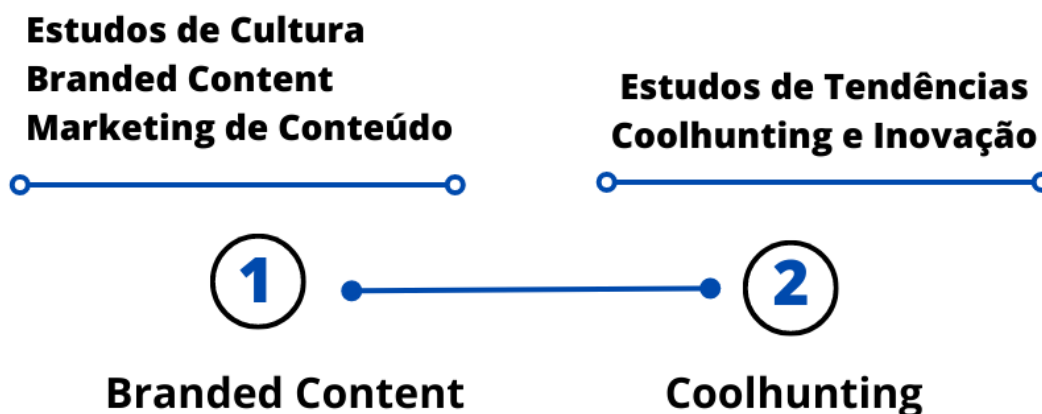 Estudos de Cultura
Branded Content
Marketing de Conteúdo
Estudos de Tendências
Coolhunting e Inovação
1
2
Branded Content
Coolhunting